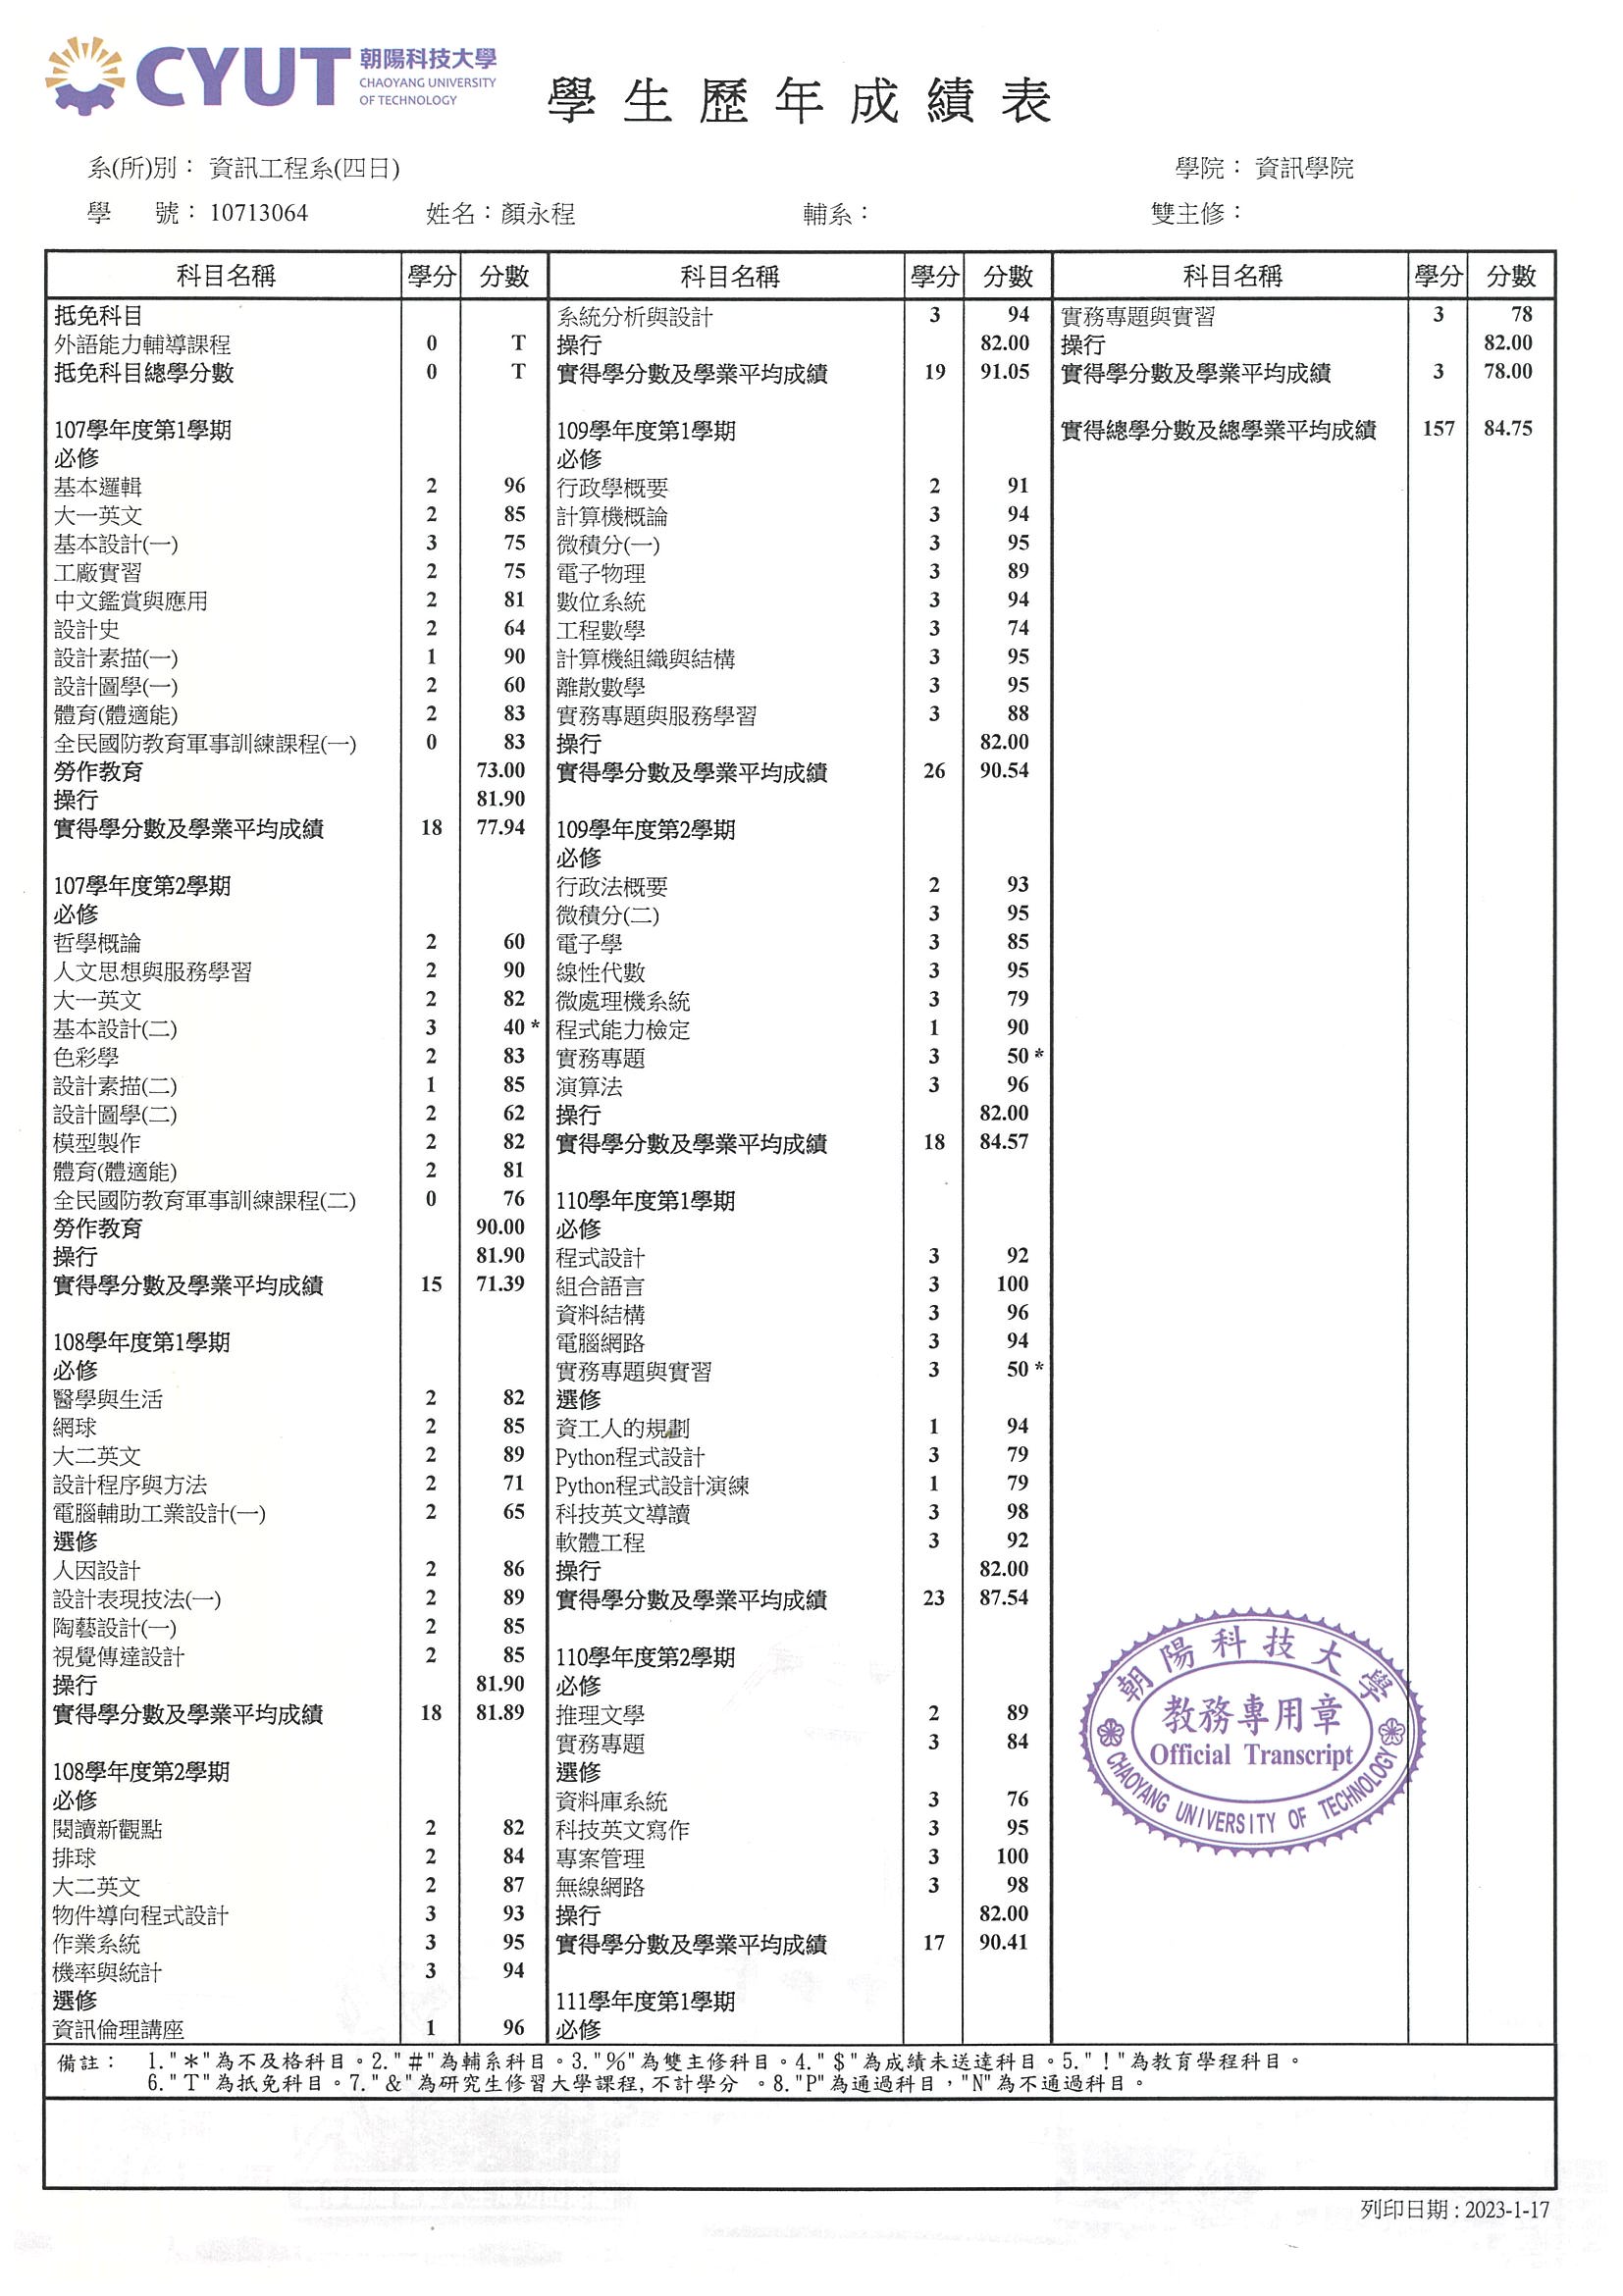 CYUT 朝陽科技大學
CHAOYANG UNIVERSITY
OF TECHNOLOGY
學生歷年成績表
系(所)別： 資訊工程系(四日) 學院： 資訊學院
學 號：10713064 姓名：顏永程 輔系： 雙主修：
科目名稱 學分 分數
抵免科目
外語能力輔導課程 0 T
抵免科目總學分數 0 T
107學年度第1學期
必修
基本邏輯 2 96
大一英文 2 85
基本設計(一) 3 75
工廠實習 2 75
中文鑑賞與應用 2 81
設計史 2 64
設計素描(一) 1 90
設計圖學(一) 2 60
體育(體適能) 2 83
全民國防教育軍事訓練課程(一) 0 83
勞作教育 73.00
操行 81.90
實得學分數及學業平均成績 18 77.94
107學年度第2學期
必修
哲學概論 2 60
人文思想與服務學習 2 90
大一英文 2 82
基本設計(二) 3 40 *
色彩學 2 83
設計素描(二) 1 85
設計圖學(二) 2 62
模型製作 2 82
體育(體適能) 2 81
全民國防教育軍事訓練課程(二) 0 76
勞作教育 90.00
操行 81.90
實得學分數及學業平均成績 15 71.39
108學年度第1學期
必修
醫學與生活 2 82
網球 2 85
大二英文 2 89
設計程序與方法 2 71
電腦輔助工業設計(一) 2 65
選修
人因設計 2 86
設計表現技法(一) 2 89
陶藝設計(一) 2 85
視覺傳達設計 2 85
操行 81.90
實得學分數及學業平均成績 18 81.89
108學年度第2學期
必修
閱讀新觀點 2 82
排球 2 84
大二英文 2 87
物件導向程式設計 3 93
作業系統 3 95
機率與統計 3 94
選修
資訊倫理講座 1 96
科目名稱 學分 分數
系統分析與設計 3 94
操行 82.00
實得學分數及學業平均成績 19 91.05
109學年度第1學期
必修
行政學概要 2 91
計算機概論 3 94
微積分(一) 3 95
電子物理 3 89
數位系統 3 94
工程數學 3 74
計算機組織與結構 3 95
離散數學 3 95
實務專題與服務學習 3 88
操行 82.00
實得學分數及學業平均成績 26 90.54
109學年度第2學期
必修
行政法概要 2 93
微積分(二) 3 95
電子學 3 85
線性代數 3 95
微處理機系統 3 79
程式能力檢定 1 90
實務專題 3 50 *
演算法 3 96
操行 82.00
實得學分數及學業平均成績 18 84.57
110學年度第1學期
必修
程式設計 3 92
組合語言 3 100
資料結構 3 96
電腦網路 3 94
實務專題與實習 3 50 *
選修
資工人的規劃 1 94
Python程式設計 3 79
Python程式設計演練 1 79
科技英文導讀 3 98
軟體工程 3 92
操行 82.00
實得學分數及學業平均成績 23 87.54
110學年度第2學期
必修
推理文學 2 89
實務專題 3 84
選修
資料庫系統 3 76
科技英文寫作 3 95
專案管理 3 100
無線網路 3 98
操行 82.00
實得學分數及學業平均成績 17 90.41
111學年度第1學期
必修
科目名稱 學分 分數
實務專題與實習 3 78
操行 82.00
實得學分數及學業平均成績 3 78.00
實得總學分數及總學業平均成績 157 84.75
朝陽科技大學
教務專用章
Official Transcript
CHAOYANG UNIVERSITY OF TECHNOLOGY
備註： 1."＊"為不及格科目。2."＃"為輔系科目。3."％"為雙主修科目。4."＄"為成績未送達科目。5."！"為教育學程科目。
6."T"為抵免科目。7."&"為研究生修習大學課程,不計學分 。8."P"為通過科目，"N"為不通過科目。
列印日期 : 2023-1-17